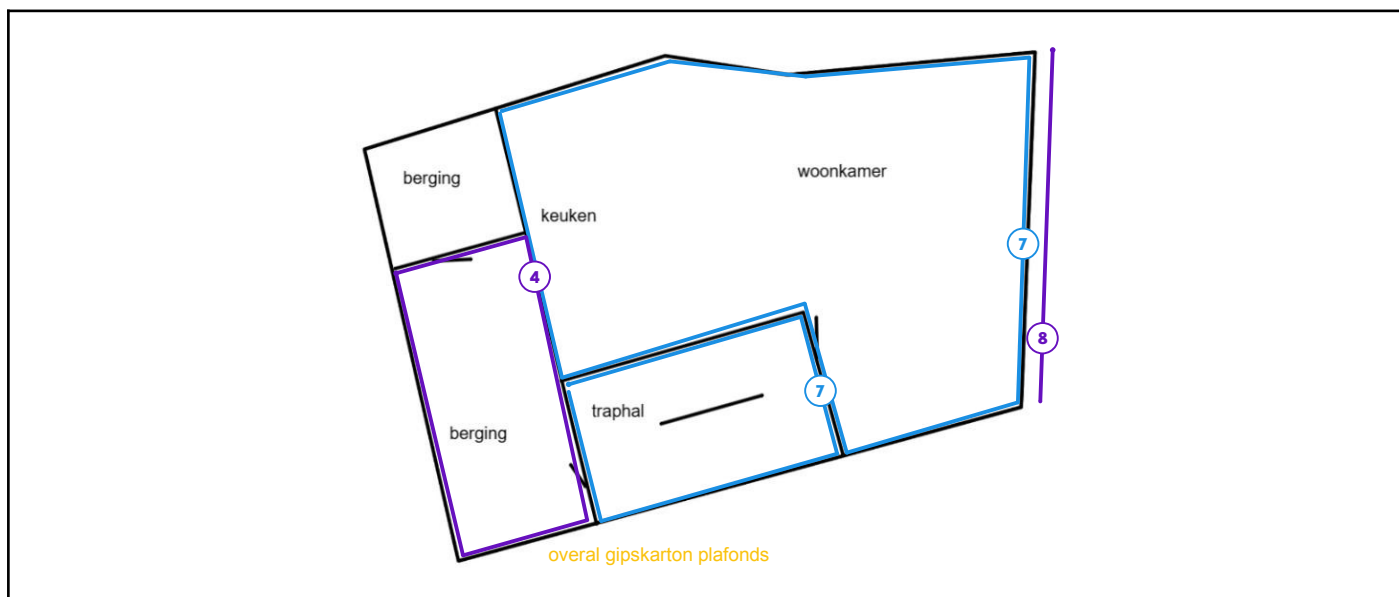 woonkamer
berging
keuken
7
4
8
7
traphal
berging
overal gipskarton plafonds